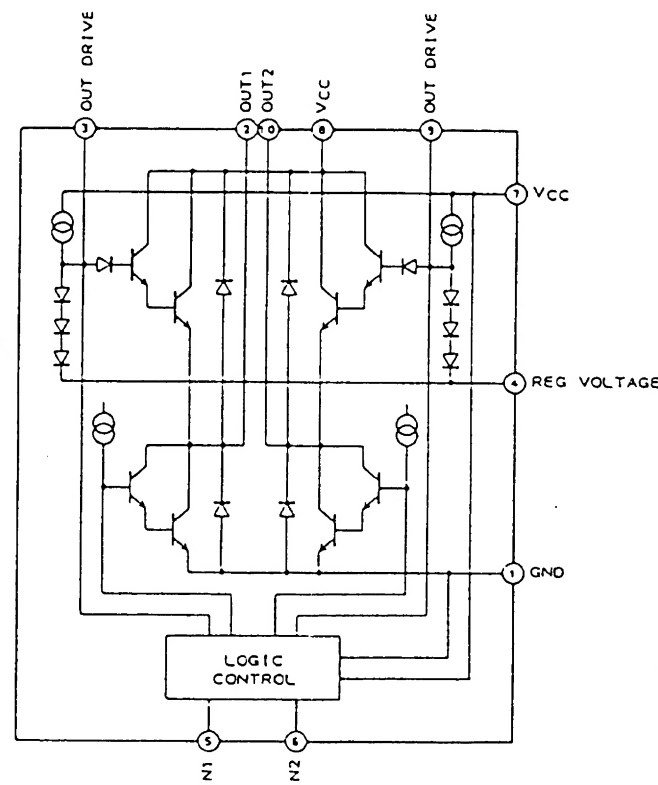 OUT DRIVE
OUT1
OUT2
VCC
OUT DRIVE
3
2
10
8
9
7
VCC
4
REG VOLTAGE
1
GND
LOGIC
CONTROL
5
6
N1
N2